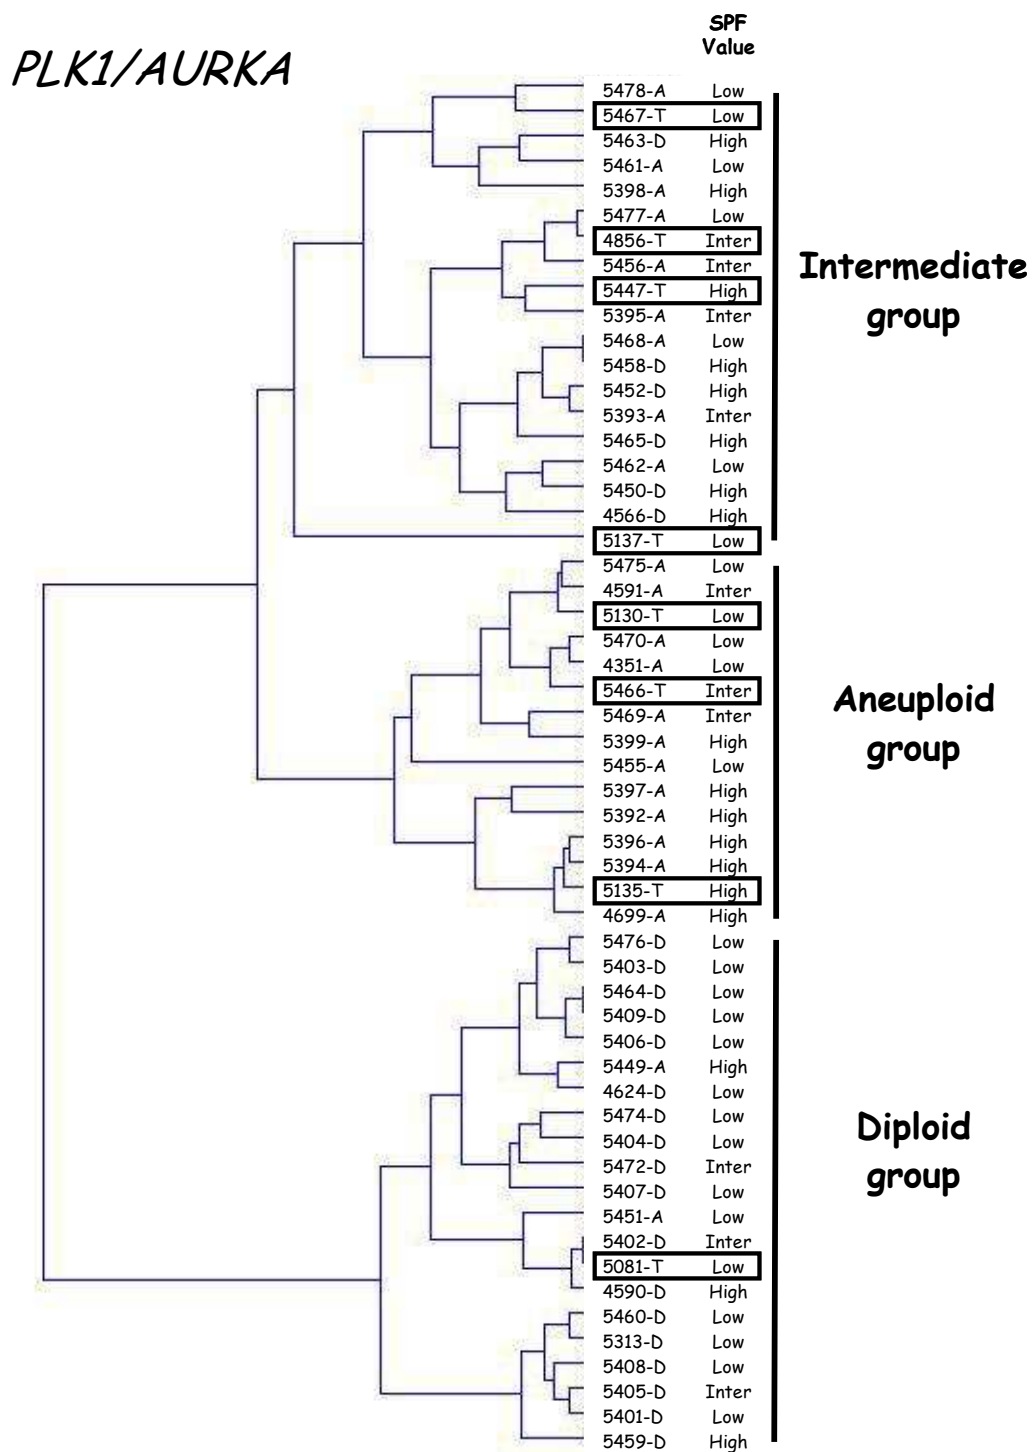 SPF
Value
PLK1/AURKA
5478-A Low
5467-T Low
5463-D High
5461-A Low
5398-A High
5477-A Low
4856-T Inter
5456-A Inter
5447-T High
5395-A Inter
5468-A Low
5458-D High
5452-D High
5393-A Inter
5465-D High
5462-A Low
5450-D High
4566-D High
5137-T Low
Intermediate
group
5475-A Low
4591-A Inter
5130-T Low
5470-A Low
4351-A Low
5466-T Inter
5469-A Inter
5399-A High
5455-A Low
5397-A High
5392-A High
5396-A High
5394-A High
5135-T High
4699-A High
Aneuploid
group
5476-D Low
5403-D Low
5464-D Low
5409-D Low
5406-D Low
5449-A High
4624-D Low
5474-D Low
5404-D Low
5472-D Inter
5407-D Low
5451-A Low
5402-D Inter
5081-T Low
4590-D High
5460-D Low
5313-D Low
5408-D Low
5405-D Inter
5401-D Low
5459-D High
Diploid
group